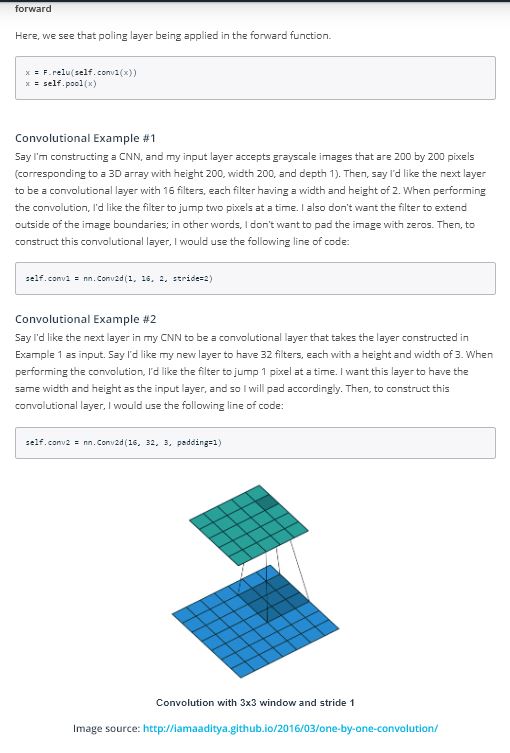 forward
Here, we see that poling layer being applied in the forward function.
x = F.relu(self.conv1(x))
x = self.pool(x)
Convolutional Example #1
Say I'm constructing a CNN, and my input layer accepts grayscale images that are 200 by 200 pixels
(corresponding to a 3D array with height 200, width 200, and depth 1). Then, say I'd like the next layer
to be a convolutional layer with 16 filters, each filter having a width and height of 2. When performing
the convolution, I'd like the filter to jump two pixels at a time. I also don't want the filter to extend
outside of the image boundaries; in other words, I don't want to pad the image with zeros. Then, to
construct this convolutional layer, I would use the following line of code:
self.conv1 = nn.Conv2d(1, 16, 2, stride=2)
Convolutional Example #2
Say I'd like the next layer in my CNN to be a convolutional layer that takes the layer constructed in
Example 1 as input. Say I'd like my new layer to have 32 filters, each with a height and width of 3. When
performing the convolution, I'd like the filter to jump 1 pixel at a time. I want this layer to have the
same width and height as the input layer, and so I will pad accordingly. Then, to construct this
convolutional layer, I would use the following line of code:
self.conv2 = nn.Conv2d(16, 32, 3, padding=1)
Convolution with 3x3 window and stride 1
Image source: http://iamaaditya.github.io/2016/03/one-by-one-convolution/